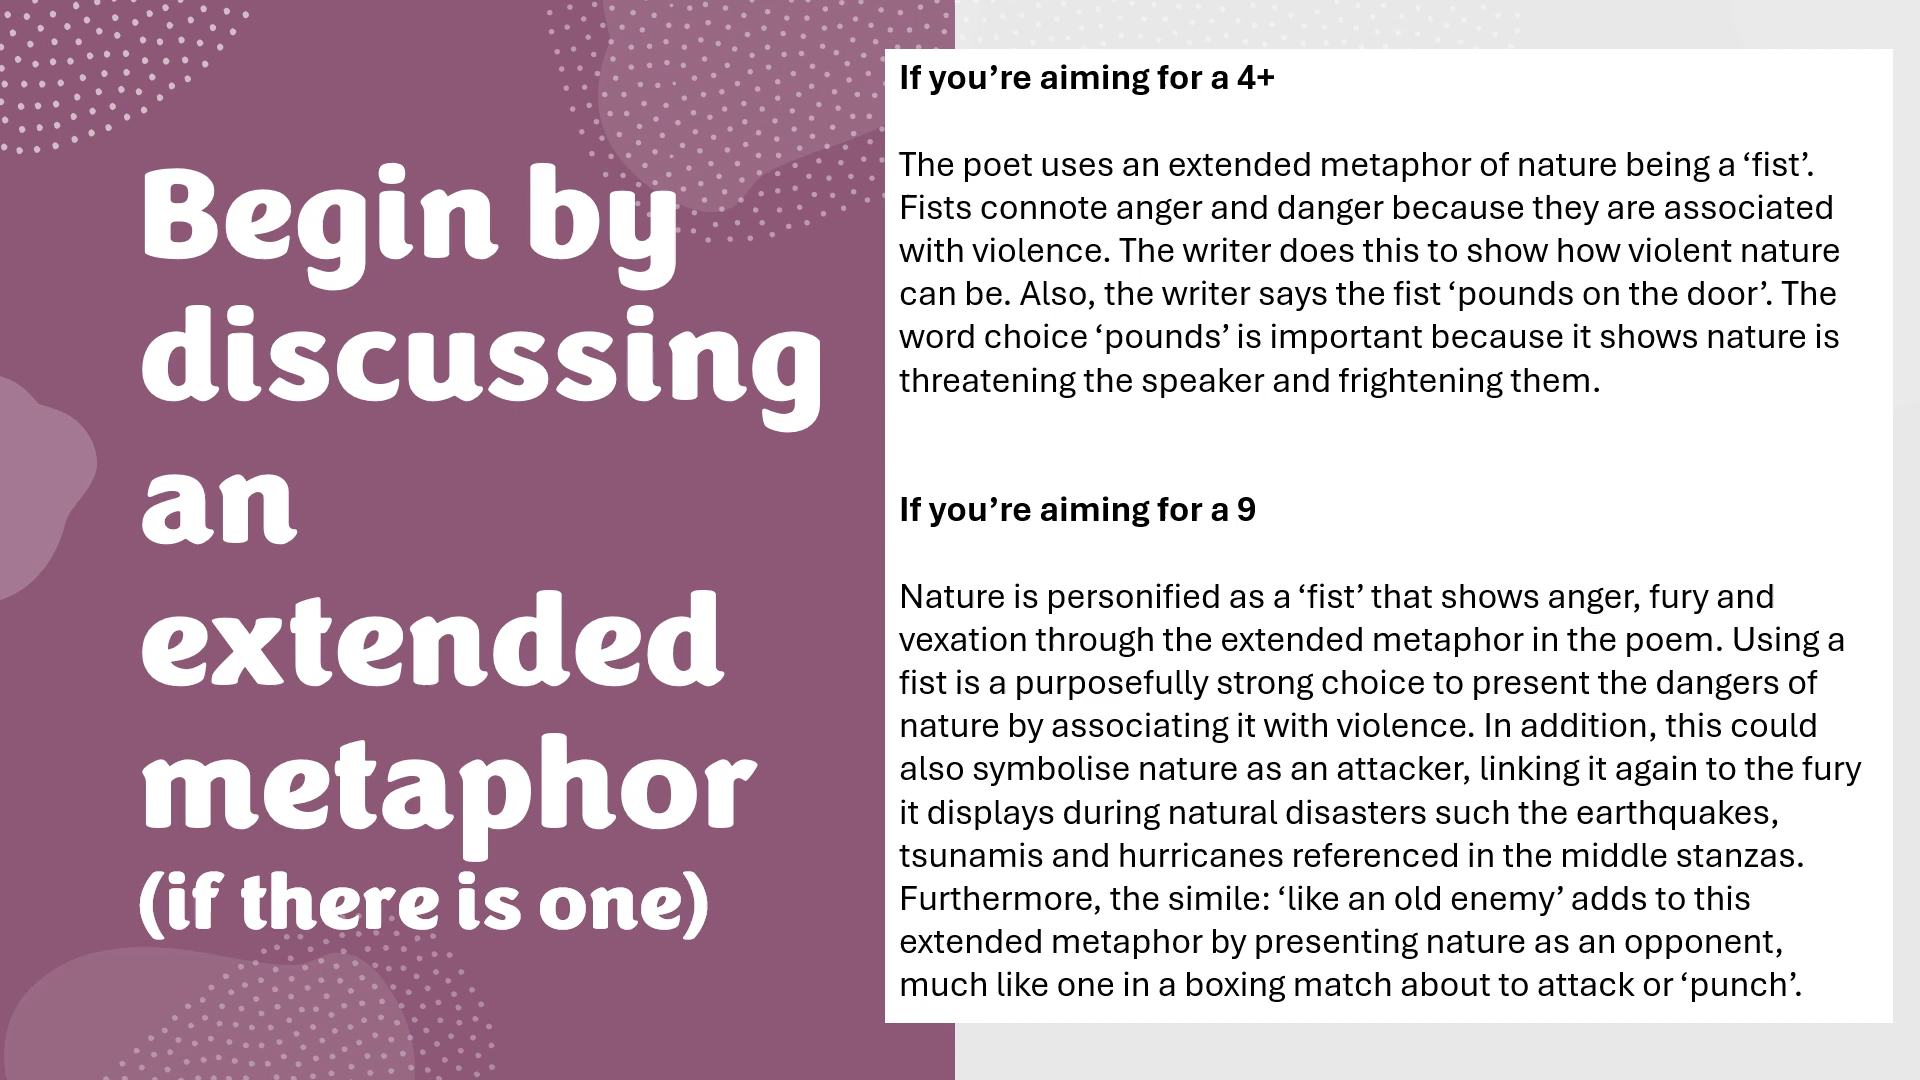 Begin by
discussing
an
extended
metaphor
(if there is one)
If you’re aiming for a 4+
The poet uses an extended metaphor of nature being a ‘fist’.
Fists connote anger and danger because they are associated
with violence. The writer does this to show how violent nature
can be. Also, the writer says the fist ‘pounds on the door’. The
word choice ‘pounds’ is important because it shows nature is
threatening the speaker and frightening them.
If you’re aiming for a 9
Nature is personified as a ‘fist’ that shows anger, fury and
vexation through the extended metaphor in the poem. Using a
fist is a purposefully strong choice to present the dangers of
nature by associating it with violence. In addition, this could
also symbolise nature as an attacker, linking it again to the fury
it displays during natural disasters such the earthquakes,
tsunamis and hurricanes referenced in the middle stanzas.
Furthermore, the simile: ‘like an old enemy’ adds to this
extended metaphor by presenting nature as an opponent,
much like one in a boxing match about to attack or ‘punch’.